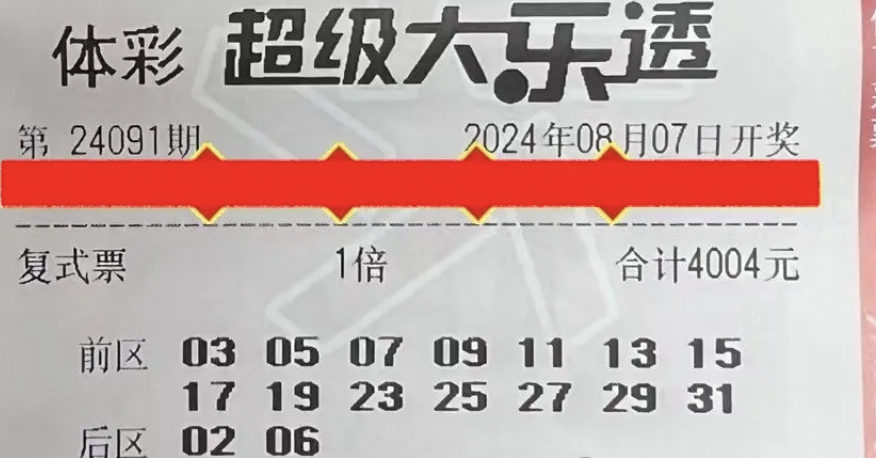 体彩 超级大乐透
第 24091期 2024年08月07日开奖
复式票 1倍 合计4004元
前区 03 05 07 09 11 13 15
17 19 23 25 27 29 31
后区 02 06